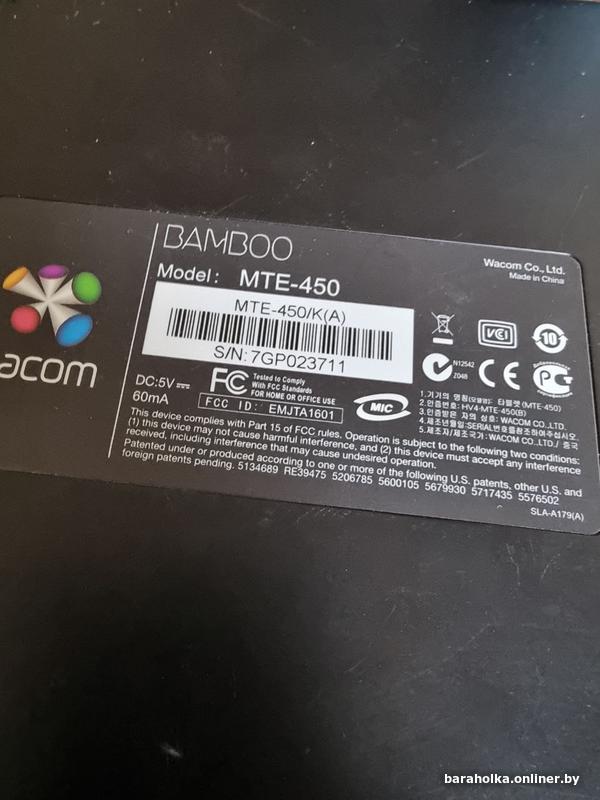 BAMBOO
Wacom Co., Ltd.
Made in China
Model: MTE-450
MTE-450/K(A)
S/N: 7GP023711
acom
DC:5V
60mA
FC Tested to Comply
With FCC Standards
FOR HOME OR OFFICE USE
FCC ID: EMJTA1601
MIC
VCI
10
N12542
Z048
CE
1.기기의 명칭(모델명): 타블렛 (MTE-450)
2.인증번호: HV4-MTE-450(B)
3.인증받은 자의 상호: WACOM CO.,LTD.
4.제조년월일: SERIAL번호를참조하여주십시오.
5.제조자/제조국가: WACOM CO.,LTD./ 중국
This device complies with Part 15 of FCC rules. Operation is subject to the following two conditions:
(1) this device may not cause harmful interference, and (2) this device must accept any interference
received, including interference that may cause undesired operation.
Patented under or produced according to one or more of the following U.S. patents, other U.S. and
foreign patents pending. 5134689 RE39475 5206785 5600105 5679930 5717435 5576502
SLA-A179(A)
baraholka.onliner.by